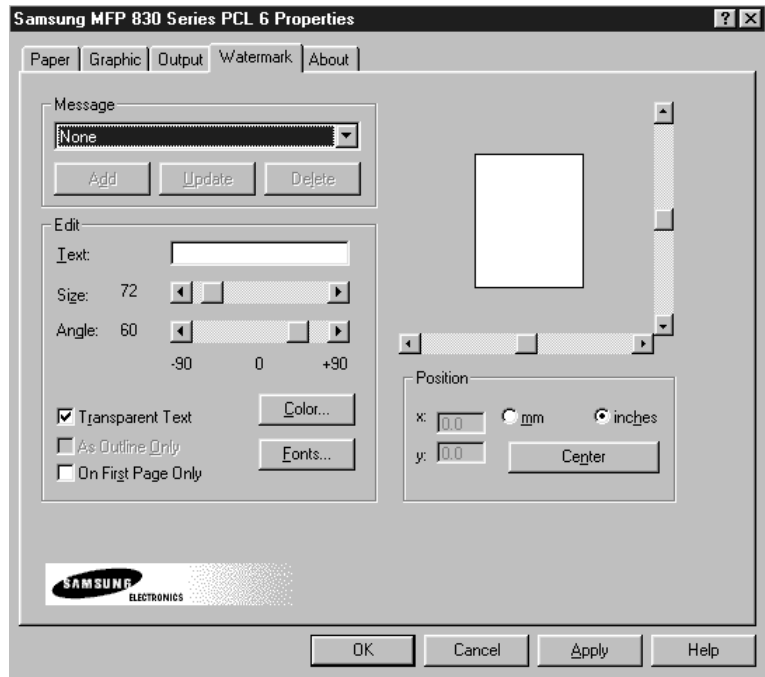 Samsung MFP 830 Series PCL 6 Properties
Paper Graphic Output Watermark About
Message
None
Add Update Delete
Edit
Text:
Size: 72
Angle: 60
-90 0 +90
Transparent Text
As Outline Only
On First Page Only
Color...
Fonts...
Position
x: 0.0 mm inches
y: 0.0 Center
SAMSUNG
ELECTRONICS
OK Cancel Apply Help